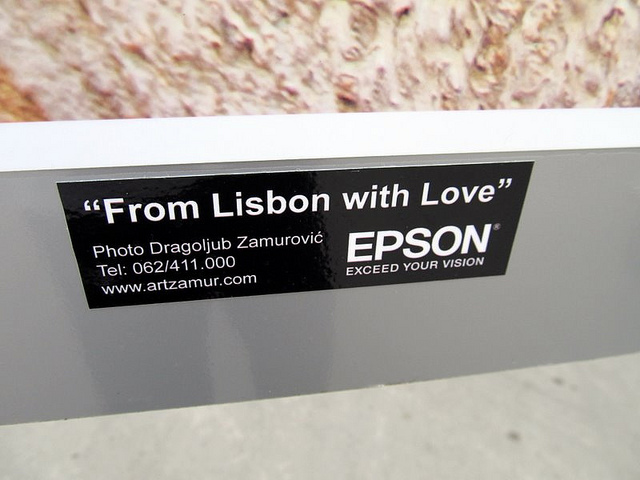 “From Lisbon with Love”
Photo Dragoljub Zamurović
Tel: 062/411.000
www.artzamur.com
EPSON®
EXCEED YOUR VISION